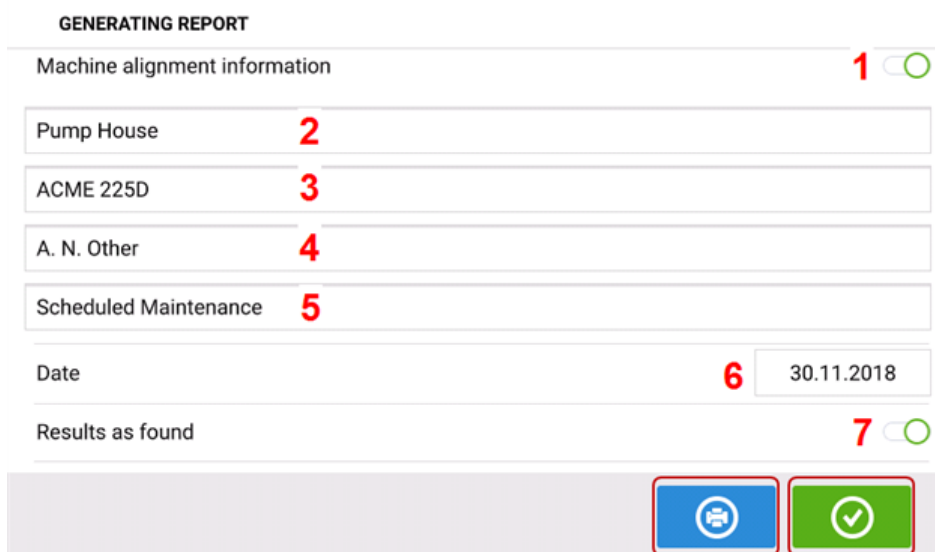 GENERATING REPORT
Machine alignment information 1
Pump House 2
ACME 225D 3
A. N. Other 4
Scheduled Maintenance 5
Date 6 30.11.2018
Results as found 7